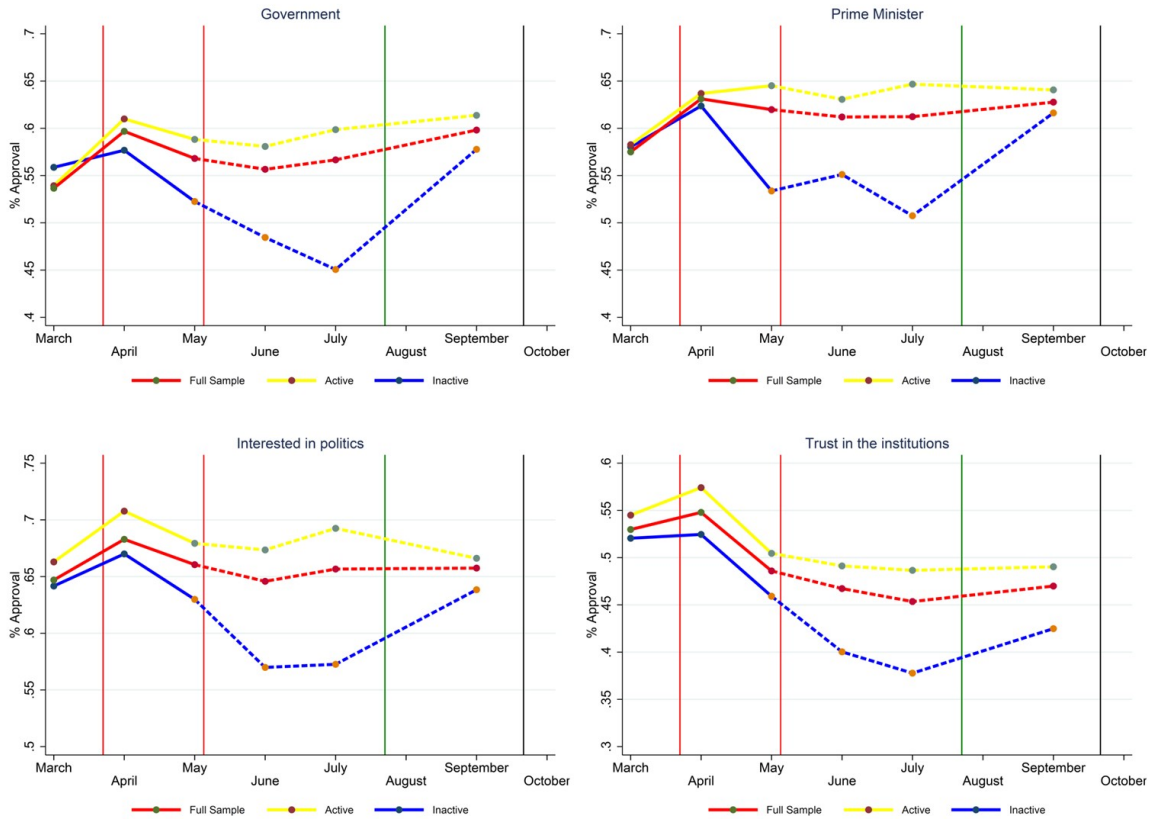 Government
% Approval
.7
.65
.6
.55
.5
.45
.4
March
April
May
June
July
August
September
October
Full Sample Active Inactive
Prime Minister
% Approval
.7
.65
.6
.55
.5
.45
.4
March
April
May
June
July
August
September
October
Full Sample Active Inactive
Interested in politics
% Approval
.75
.7
.65
.6
.55
.5
March
April
May
June
July
August
September
October
Full Sample Active Inactive
Trust in the institutions
% Approval
.6
.55
.5
.45
.4
.35
.3
March
April
May
June
July
August
September
October
Full Sample Active Inactive